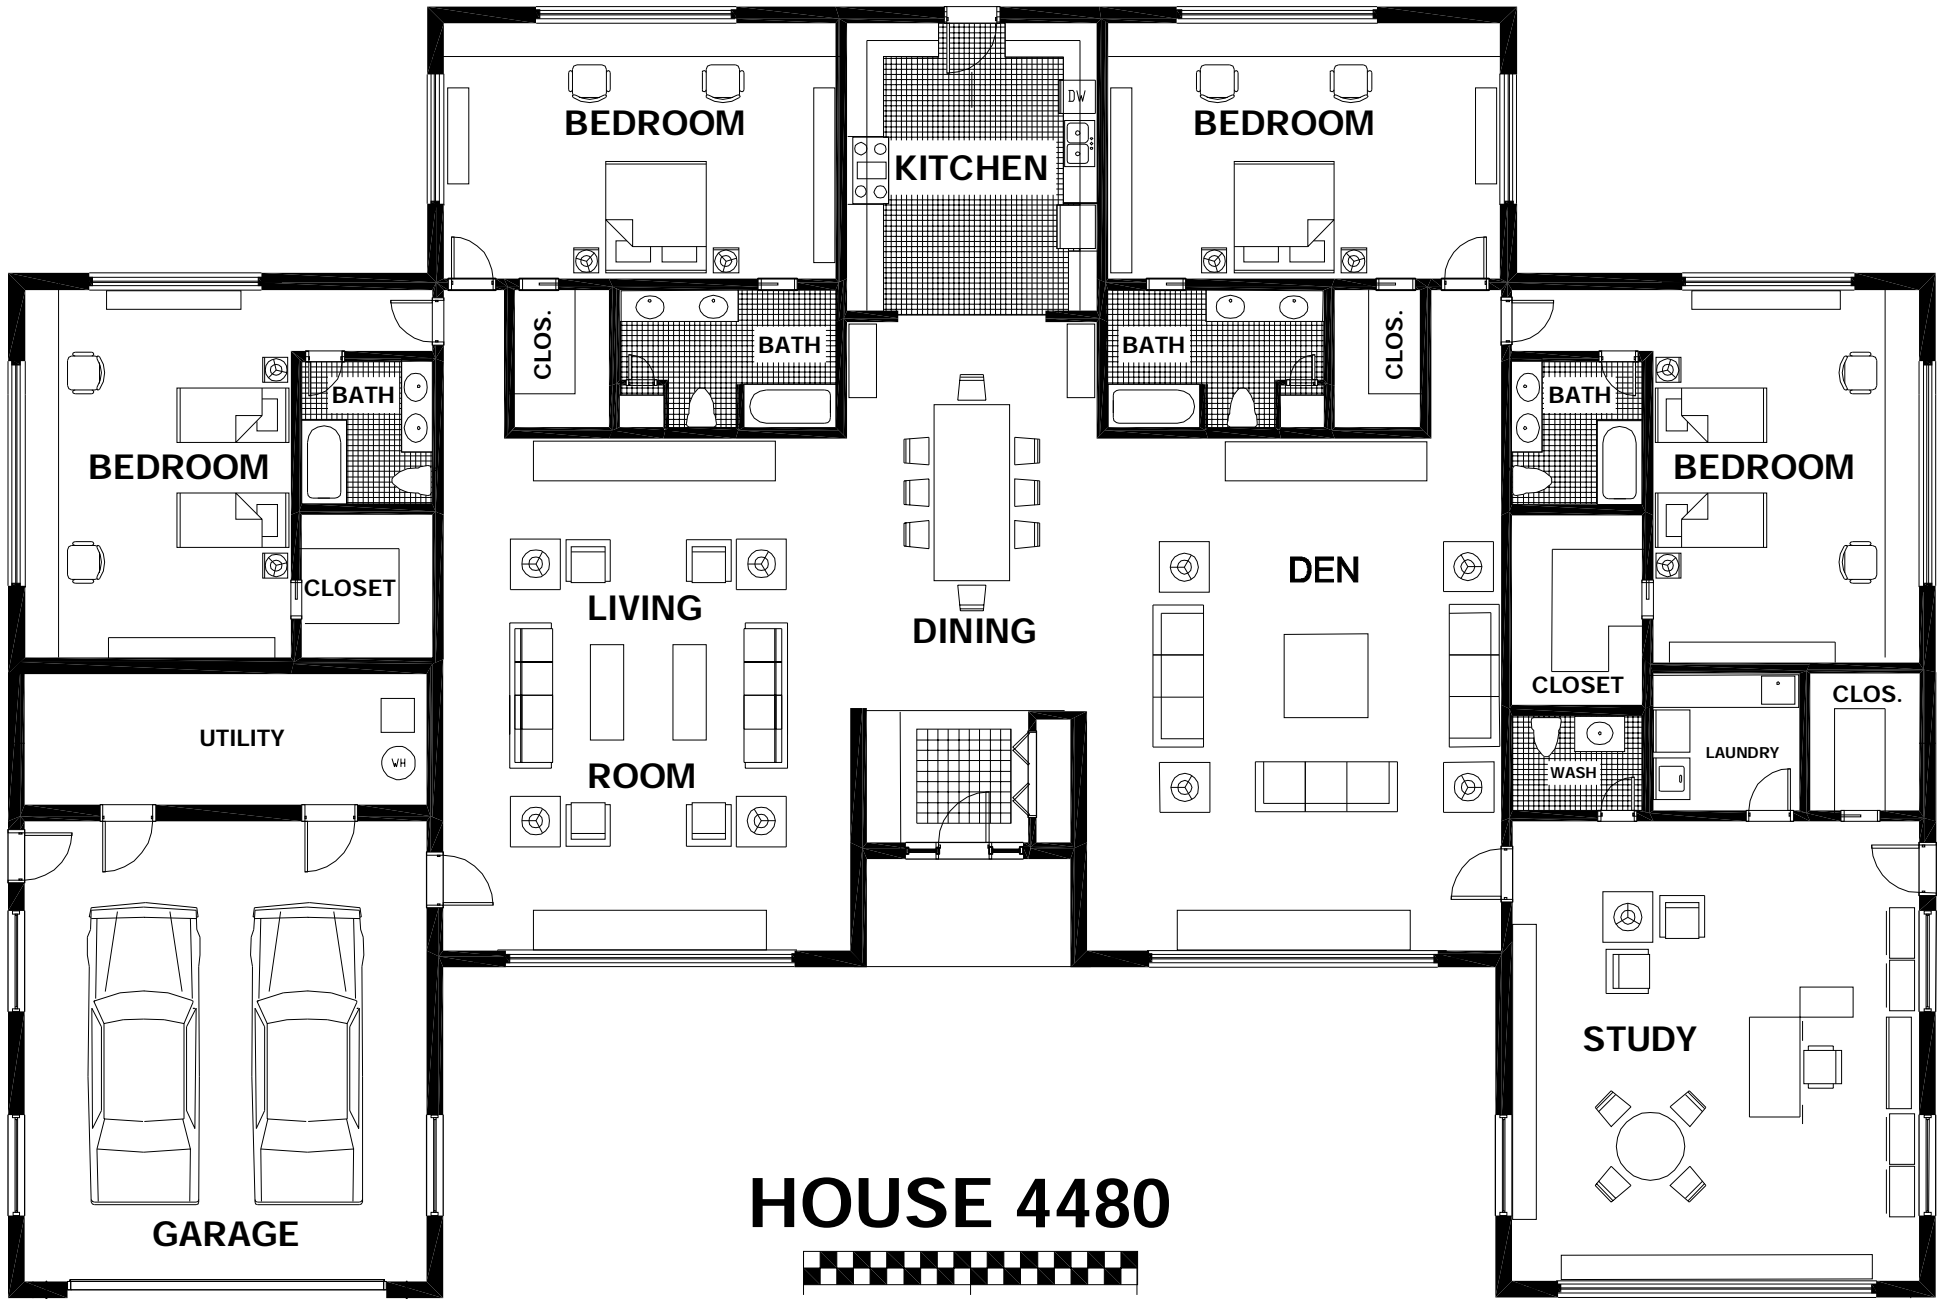 BEDROOM
KITCHEN
DW
BEDROOM
CLOS.
BATH
BATH
CLOS.
BEDROOM
BATH
CLOSET
LIVING
ROOM
DINING
DEN
BATH
BEDROOM
CLOSET
CLOS.
UTILITY
WH
WASH
LAUNDRY
STUDY
GARAGE
HOUSE 4480